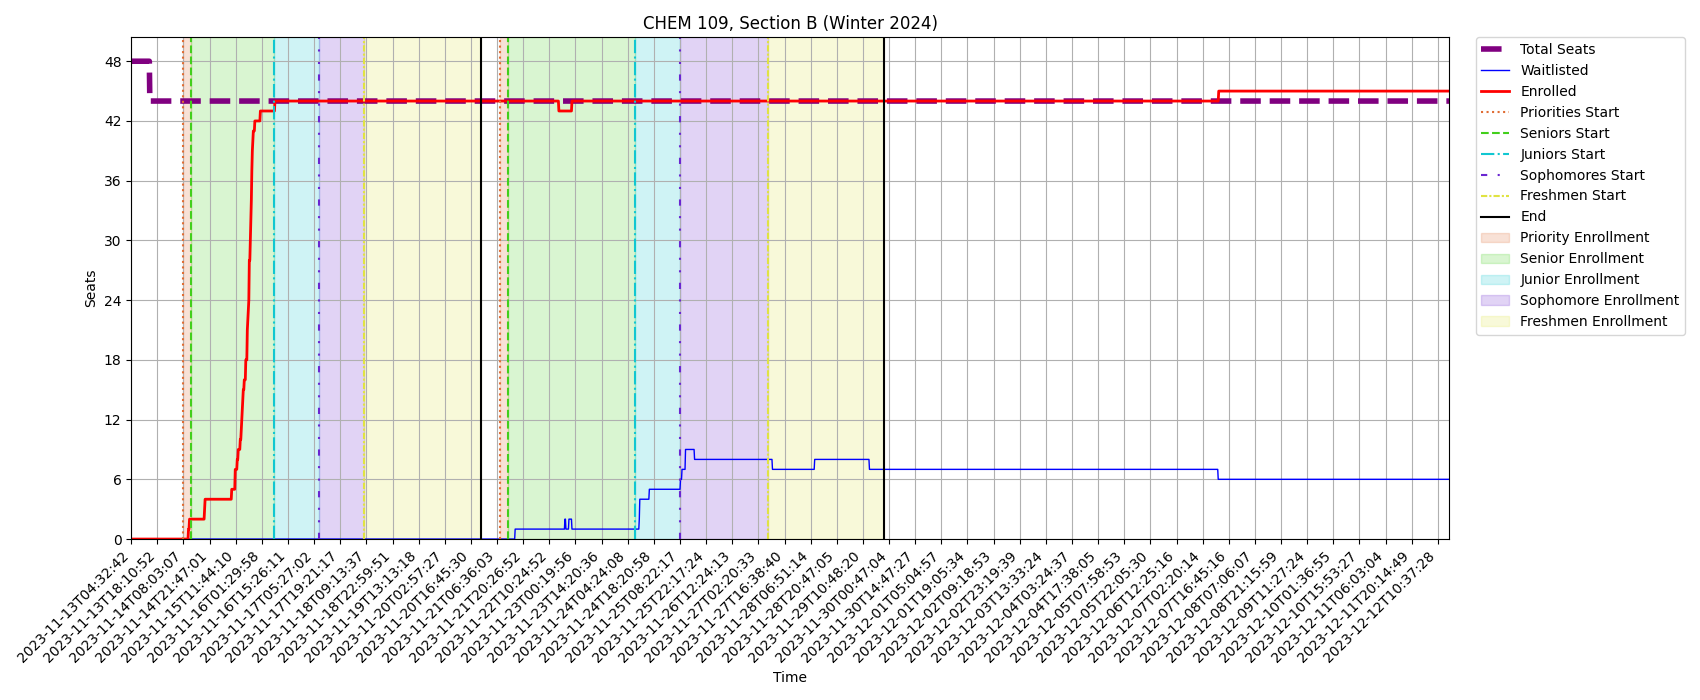 CHEM 109, Section B (Winter 2024)
Seats
48
42
36
30
24
18
12
6
0
2023-11-13T04:32:42
2023-11-13T18:10:52
2023-11-14T08:03:07
2023-11-14T21:47:01
2023-11-15T11:44:10
2023-11-16T01:29:58
2023-11-16T15:26:11
2023-11-17T05:27:02
2023-11-17T19:21:17
2023-11-18T09:13:37
2023-11-18T22:59:51
2023-11-19T13:13:18
2023-11-20T02:57:27
2023-11-20T16:45:30
2023-11-21T06:36:03
2023-11-21T20:26:52
2023-11-22T10:24:52
2023-11-23T00:19:56
2023-11-23T14:20:36
2023-11-24T04:24:08
2023-11-24T18:20:58
2023-11-25T08:22:17
2023-11-25T22:17:24
2023-11-26T12:24:13
2023-11-27T02:20:33
2023-11-27T16:38:40
2023-11-28T06:51:14
2023-11-28T20:47:05
2023-11-29T10:48:20
2023-11-30T00:47:04
2023-11-30T14:47:27
2023-12-01T05:04:57
2023-12-01T19:05:34
2023-12-02T09:18:53
2023-12-02T23:19:39
2023-12-03T13:33:24
2023-12-04T03:24:37
2023-12-04T17:38:05
2023-12-05T07:58:53
2023-12-05T22:05:30
2023-12-06T12:25:16
2023-12-07T02:20:14
2023-12-07T16:45:16
2023-12-08T07:06:07
2023-12-08T21:15:59
2023-12-09T11:27:24
2023-12-10T01:36:55
2023-12-10T15:53:27
2023-12-11T06:03:04
2023-12-11T20:14:49
2023-12-12T10:37:28
Time
Total Seats
Waitlisted
Enrolled
Priorities Start
Seniors Start
Juniors Start
Sophomores Start
Freshmen Start
End
Priority Enrollment
Senior Enrollment
Junior Enrollment
Sophomore Enrollment
Freshmen Enrollment